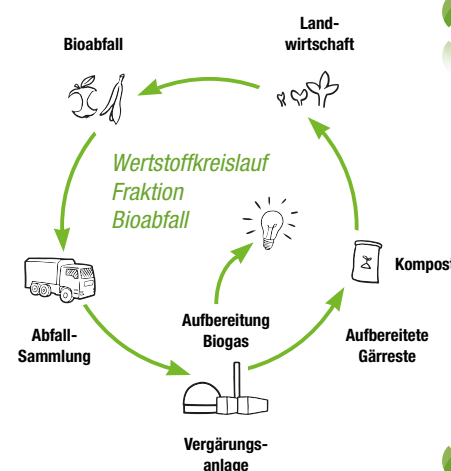 Land-
wirtschaft
Bioabfall
Wertstoffkreislauf
Fraktion
Bioabfall
Kompost
Abfall-
Sammlung
Aufbereitung
Biogas
Aufbereitete
Gärreste
Vergärungs-
anlage